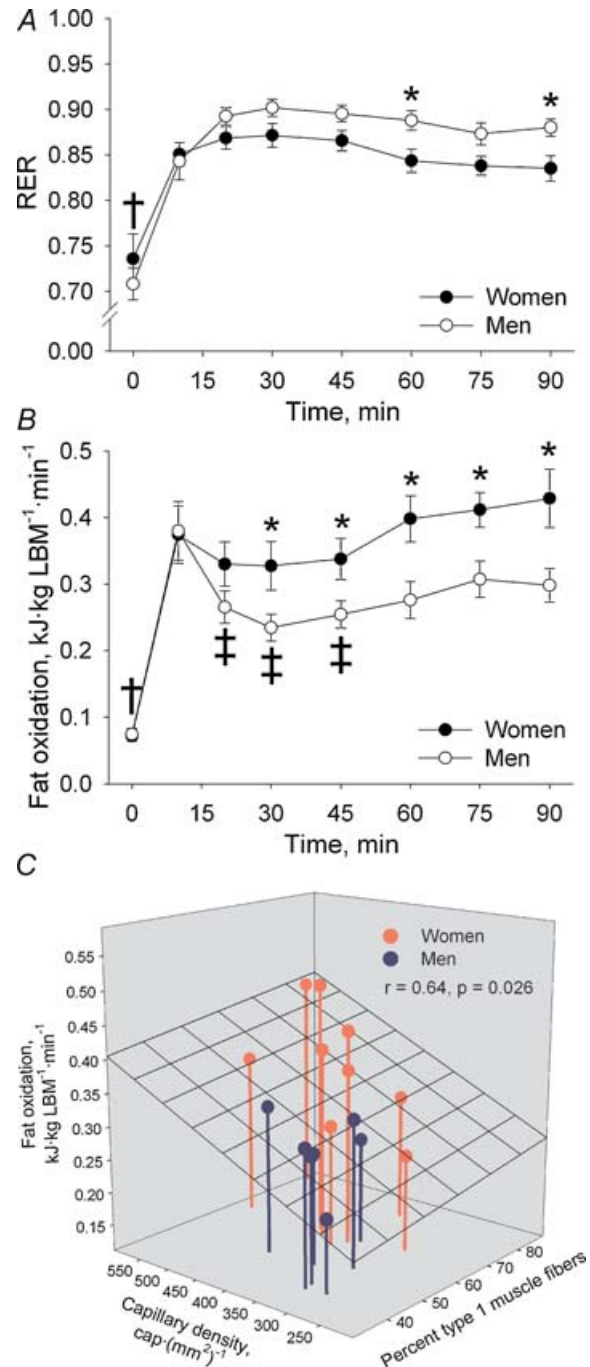 A
1.00
0.95
0.90
0.85
0.80
0.75
0.70
0.00
RER
* *
†
Women
Men
0 15 30 45 60 75 90
Time, min
B
0.5
0.4
0.3
0.2
0.1
0.0
Fat oxidation, kJ·kg LBM⁻¹·min⁻¹
* * * * *
‡ ‡ ‡
†
Women
Men
0 15 30 45 60 75 90
Time, min
C
Women
Men
r = 0.64, p = 0.026
0.55
0.50
0.45
0.40
0.35
0.30
0.25
0.20
0.15
Fat oxidation,
kJ·kg LBM⁻¹·min⁻¹
550 500 450 400 350 300 250
Capillary density,
cap·(mm²)⁻¹
40 50 60 70 80
Percent type 1 muscle fibers